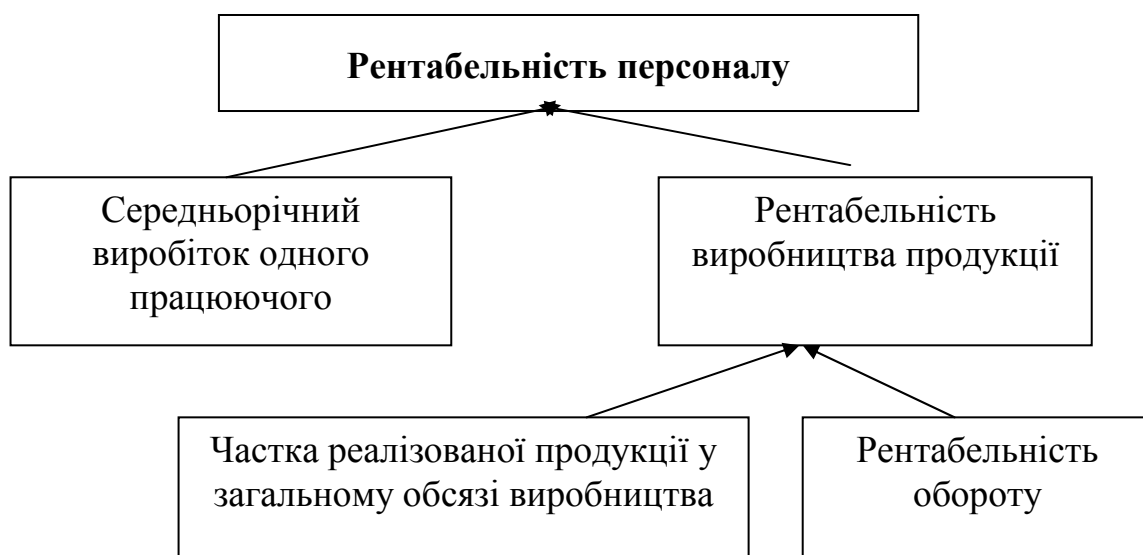 Рентабельність персоналу
Середньорічний
виробіток одного
працюючого
Рентабельність
виробництва продукції
Частка реалізованої продукції у
загальному обсязі виробництва
Рентабельність
обороту